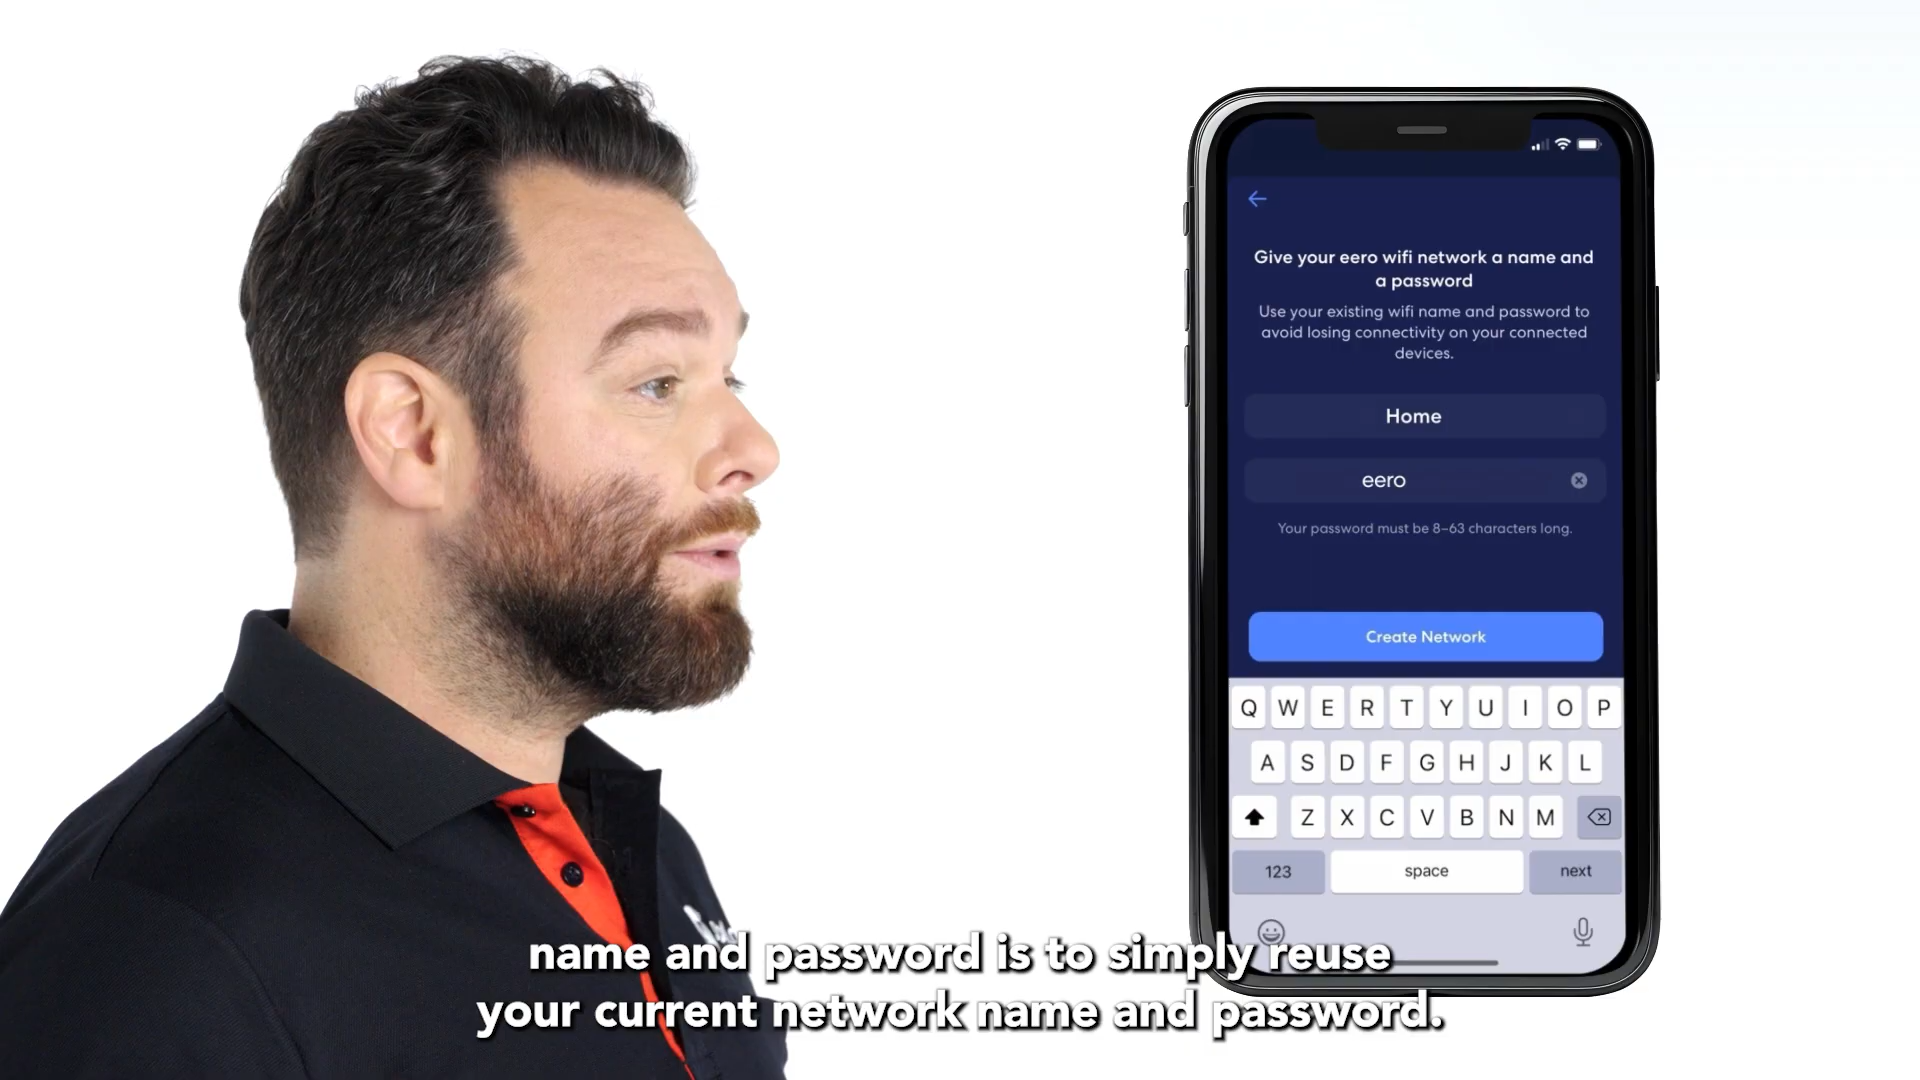 Give your eero wifi network a name and
a password
Use your existing wifi name and password to
avoid losing connectivity on your connected
devices.
Home
eero
Your password must be 8–63 characters long.
Create Network
Q W E R T Y U I O P
A S D F G H J K L
Z X C V B N M
123 space next
name and password is to simply reuse
your current network name and password.